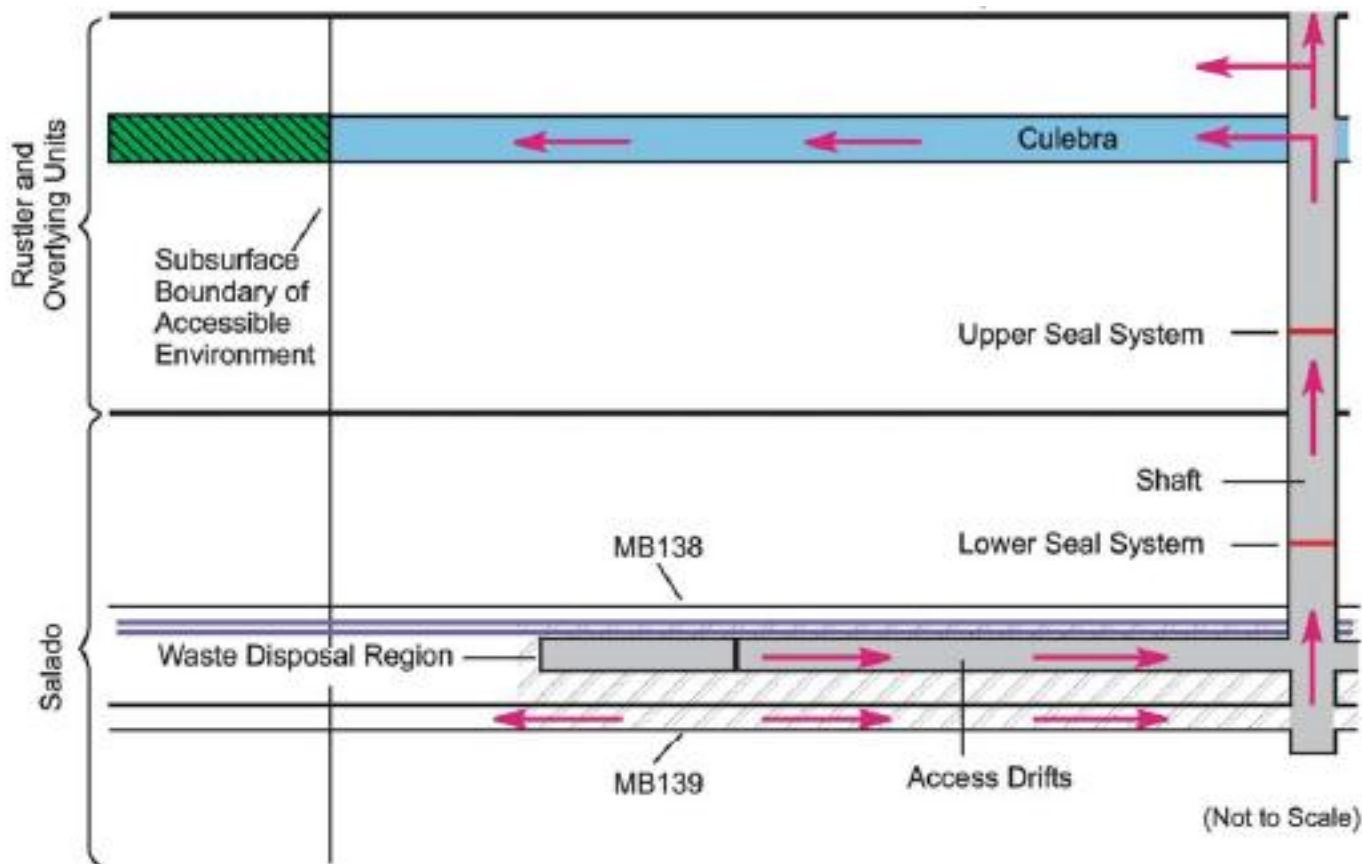 Rustler and
Overlying Units
Culebra
Subsurface
Boundary of
Accessible
Environment
Upper Seal System
Shaft
Lower Seal System
MB138
Salado
Waste Disposal Region
MB139
Access Drifts
(Not to Scale)